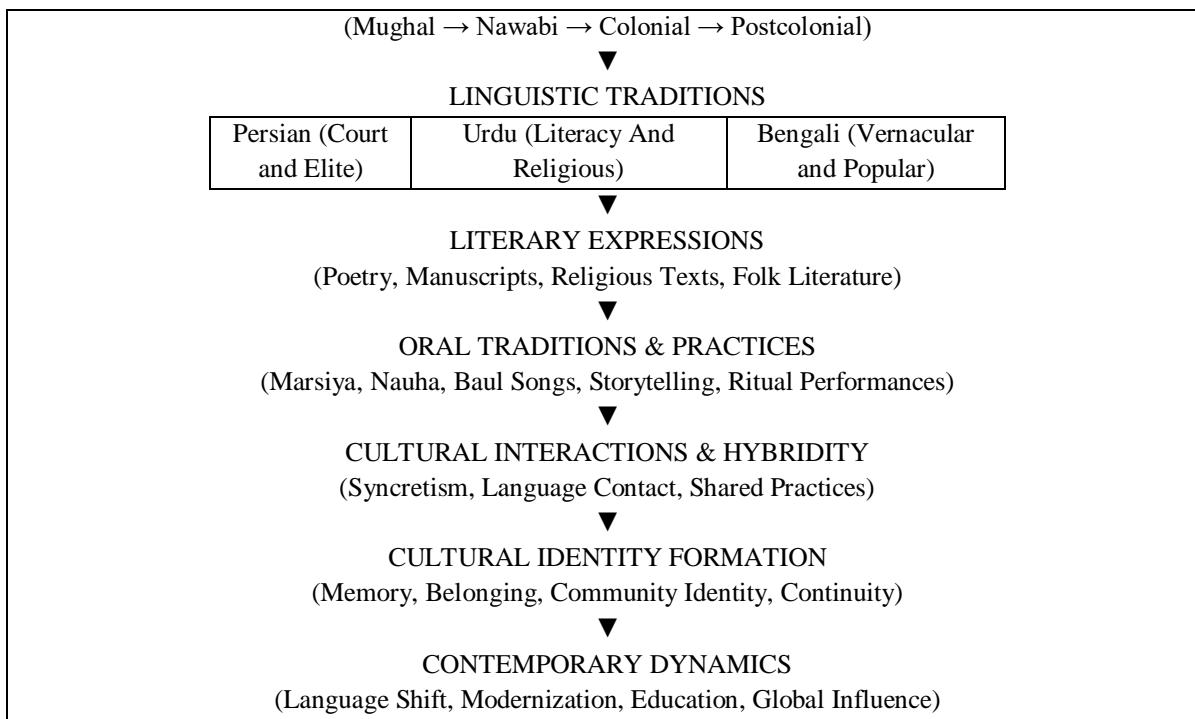 (Mughal → Nawabi → Colonial → Postcolonial)
▼
LINGUISTIC TRADITIONS
Persian (Court and Elite)
Urdu (Literacy And Religious)
Bengali (Vernacular and Popular)
▼
LITERARY EXPRESSIONS
(Poetry, Manuscripts, Religious Texts, Folk Literature)
▼
ORAL TRADITIONS & PRACTICES
(Marsiya, Nauha, Baul Songs, Storytelling, Ritual Performances)
▼
CULTURAL INTERACTIONS & HYBRIDITY
(Syncretism, Language Contact, Shared Practices)
▼
CULTURAL IDENTITY FORMATION
(Memory, Belonging, Community Identity, Continuity)
▼
CONTEMPORARY DYNAMICS
(Language Shift, Modernization, Education, Global Influence)